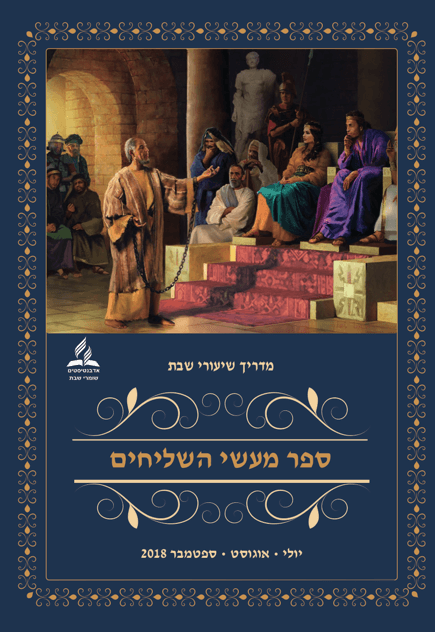 אדבנטיסטים
שומרי שבת
מדריך שיעורי שבת
ספר מעשי השליחים
יולי • אוגוסט • ספטמבר 2018